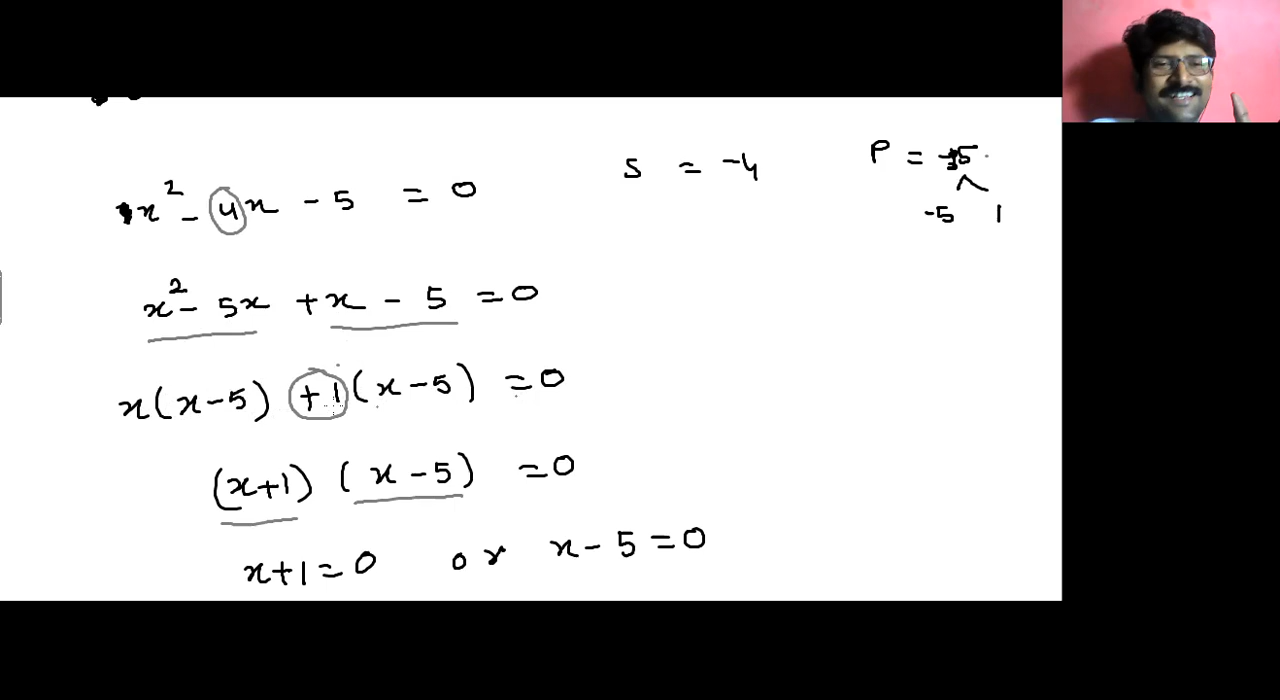 x² - 4x - 5 = 0
S = -4
P = -5
-5 1
x² - 5x + x - 5 = 0
x(x-5) +1(x-5) = 0
(x+1) (x-5) = 0
x+1=0 or x-5=0